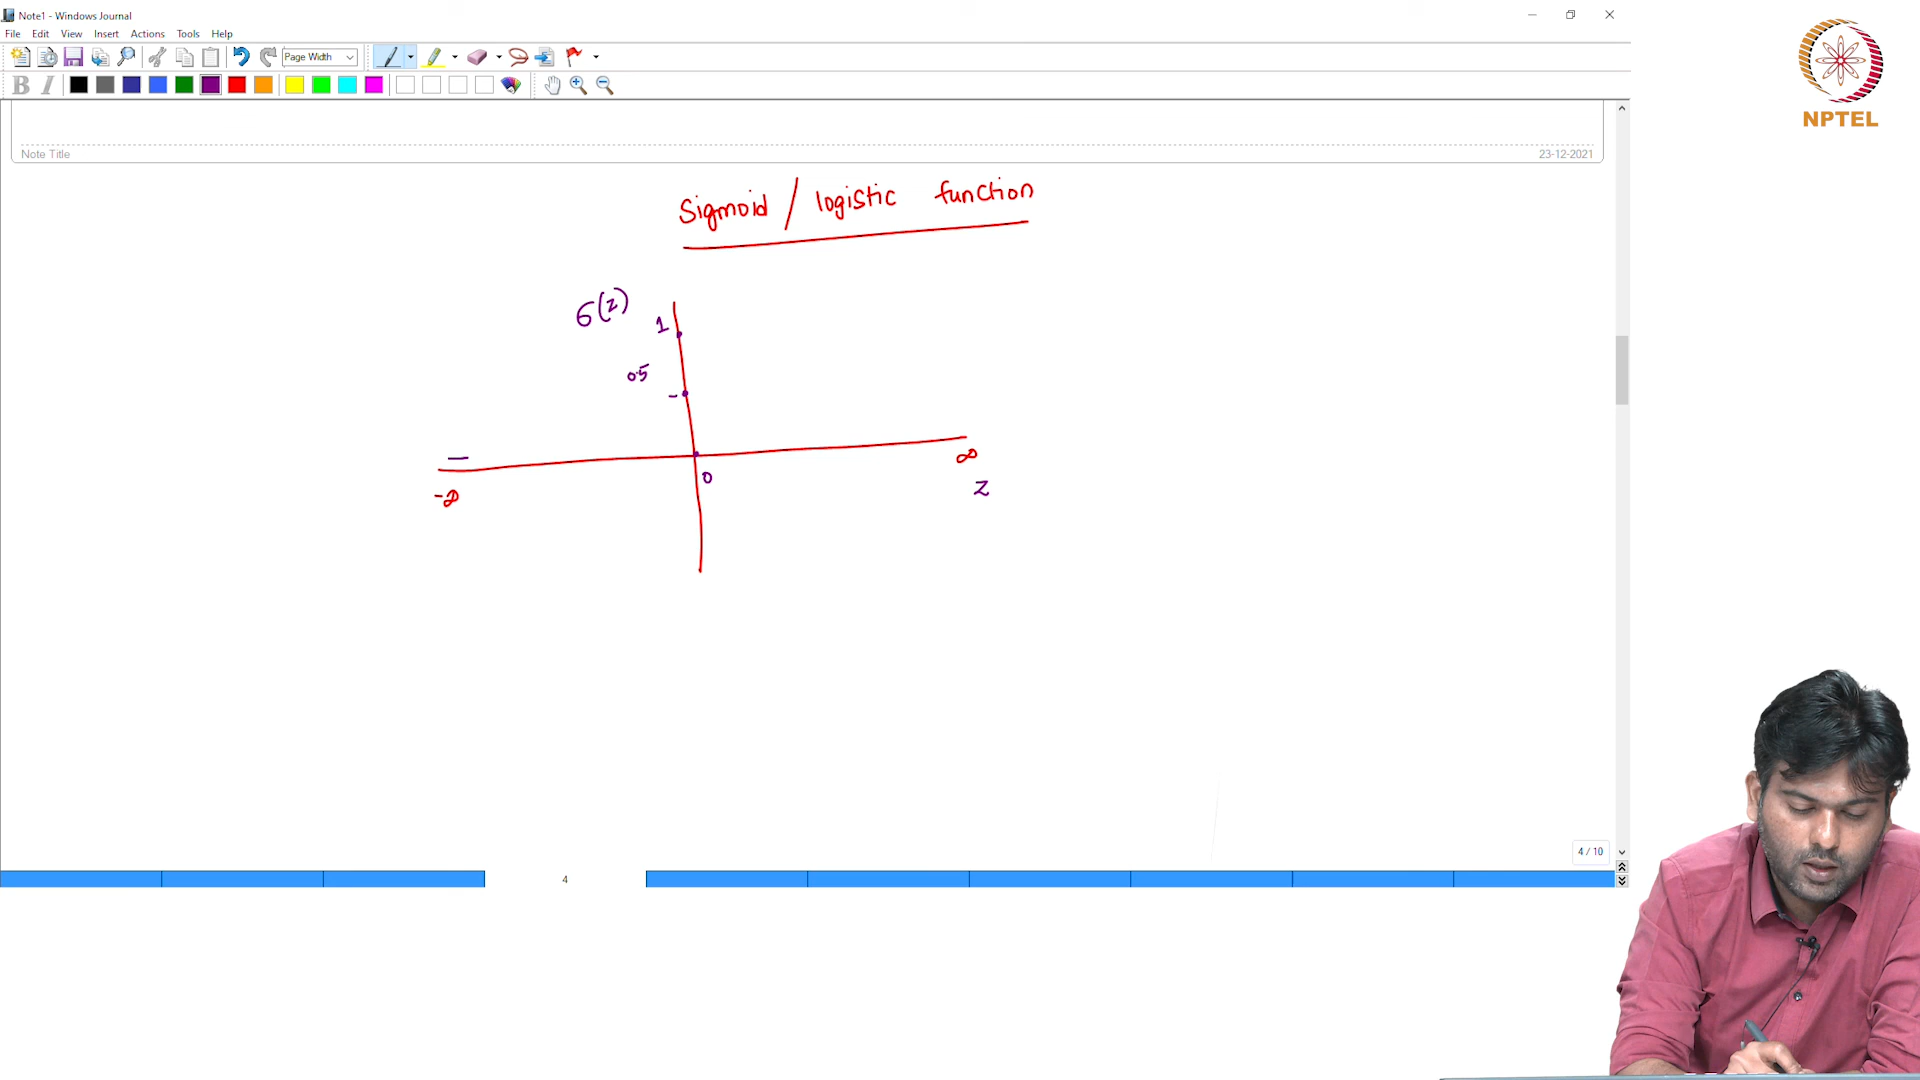 Note1 - Windows Journal
File Edit View Insert Actions Tools Help
Page Width
B I
NPTEL
Note Title
23-12-2021
Sigmoid / logistic function
σ(z)
1
0.5
-∞
0
∞
z
4 / 10
4